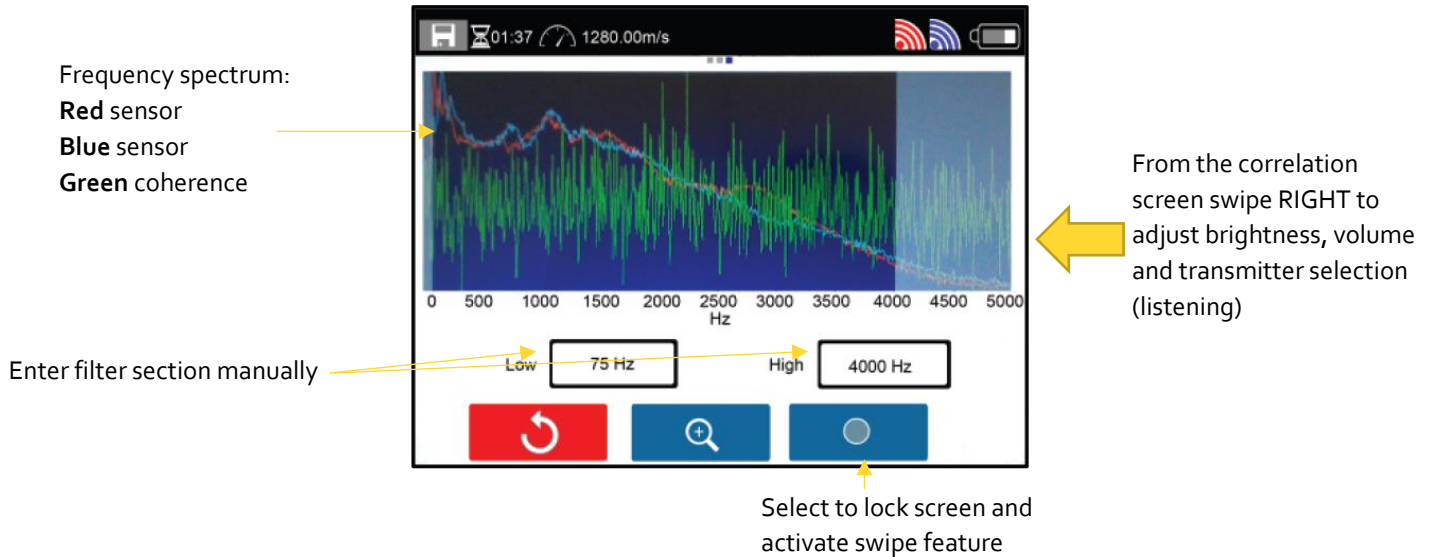 01:37 1280.00m/s
Frequency spectrum:
Red sensor
Blue sensor
Green coherence
0 500 1000 1500 2000 2500 3000 3500 4000 4500 5000
Hz
From the correlation
screen swipe RIGHT to
adjust brightness, volume
and transmitter selection
(listening)
Enter filter section manually
Low 75 Hz High 4000 Hz
Select to lock screen and
activate swipe feature